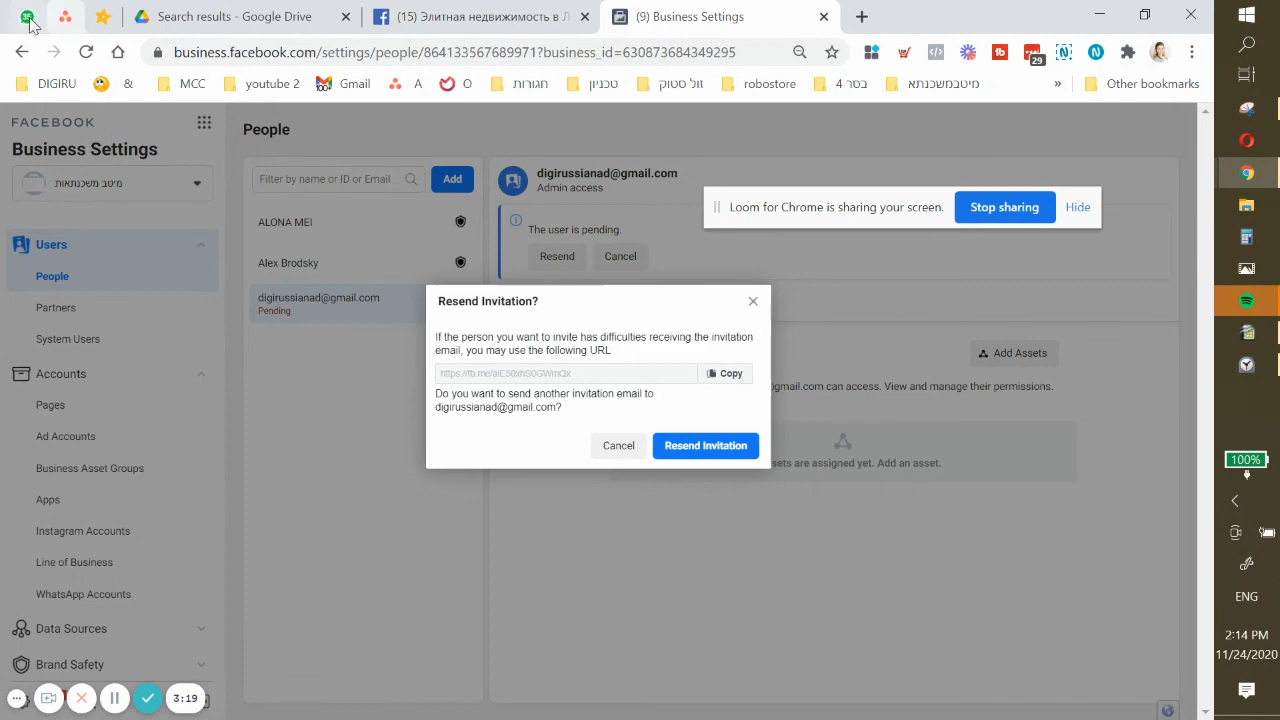 35
Search results - Google Drive
(15) Элитная недвижимость в Л
(9) Business Settings
business.facebook.com/settings/people/864133567689971?business_id=630873684349295
29
DIGIRU
&
MCC
youtube 2
Gmail
A
O
חגורות
טכניון
זול סטוק
robostore
בסר 4
מיטבמשכנתא
»
Other bookmarks
FACEBOOK
Business Settings
מיטב משכנתאות
Users
People
Partners
System Users
Accounts
Pages
Ad Accounts
Business Asset Groups
Apps
Instagram Accounts
Line of Business
WhatsApp Accounts
Data Sources
Brand Safety
3:19
People
Filter by name or ID or Email
Add
ALONA MEI
Alex Brodsky
digirussianad@gmail.com
Pending
digirussianad@gmail.com
Admin access
The user is pending.
Resend
Cancel
Loom for Chrome is sharing your screen.
Stop sharing
Hide
Add Assets
@gmail.com can access. View and manage their permissions.
sets are assigned yet. Add an asset.
Resend Invitation?
If the person you want to invite has difficulties receiving the invitation
email, you may use the following URL
https://fb.me/aIE50xhS0GWmQx
Copy
Do you want to send another invitation email to
digirussianad@gmail.com?
Cancel
Resend Invitation
100%
ENG
2:14 PM
11/24/2020